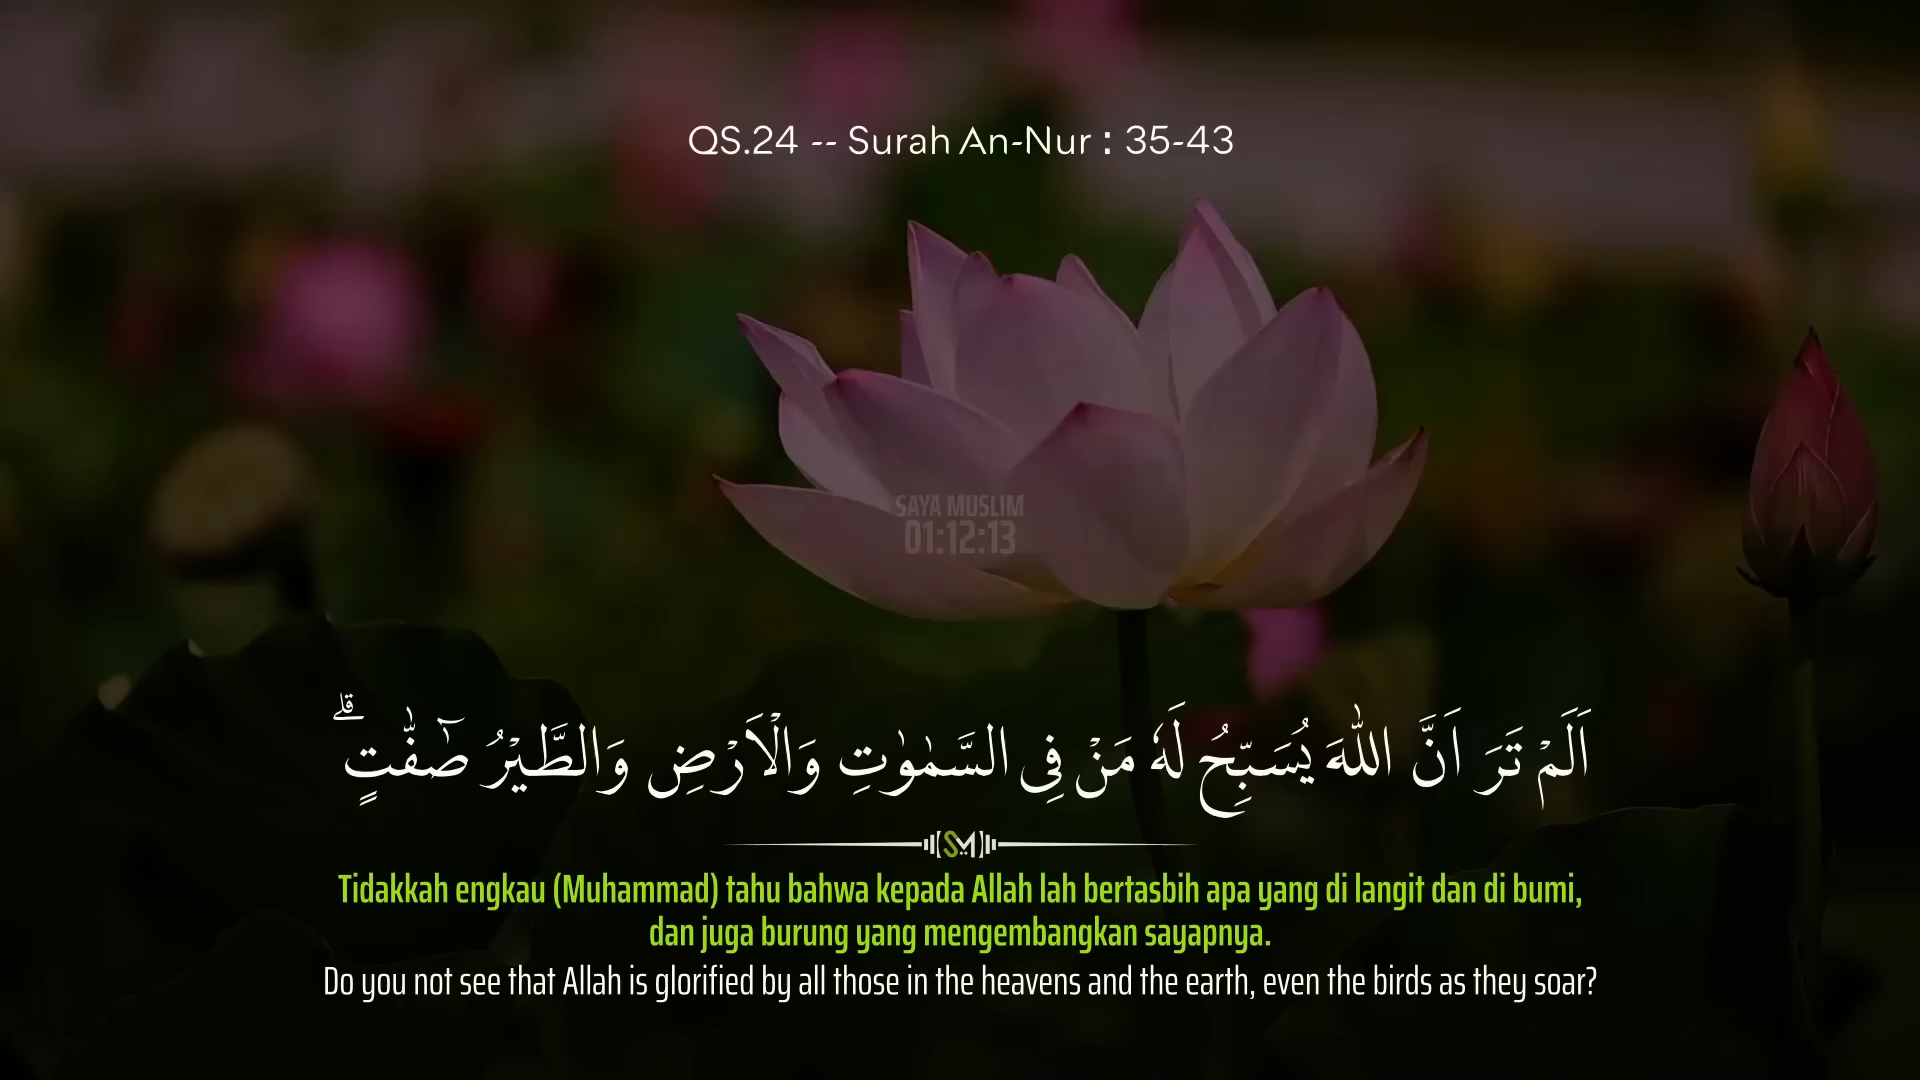 QS.24 -- Surah An-Nur : 35-43
SAYA MUSLIM
01:12:13
اَلَمْ تَرَ اَنَّ اللّٰهَ يُسَبِّحُ لَهٗ مَنْ فِى السَّمٰوٰتِ وَالْاَرْضِ وَالطَّيْرُ صٰۤفّٰتٍۗ
SM
Tidakkah engkau (Muhammad) tahu bahwa kepada Allah lah bertasbih apa yang di langit dan di bumi,
dan juga burung yang mengembangkan sayapnya.
Do you not see that Allah is glorified by all those in the heavens and the earth, even the birds as they soar?